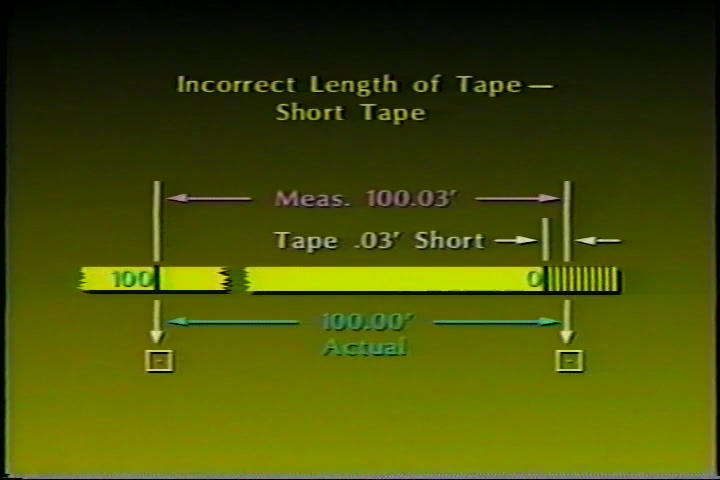 Incorrect Length of Tape—
Short Tape
Meas. 100.03'
Tape .03' Short
100
0
100.00'
Actual